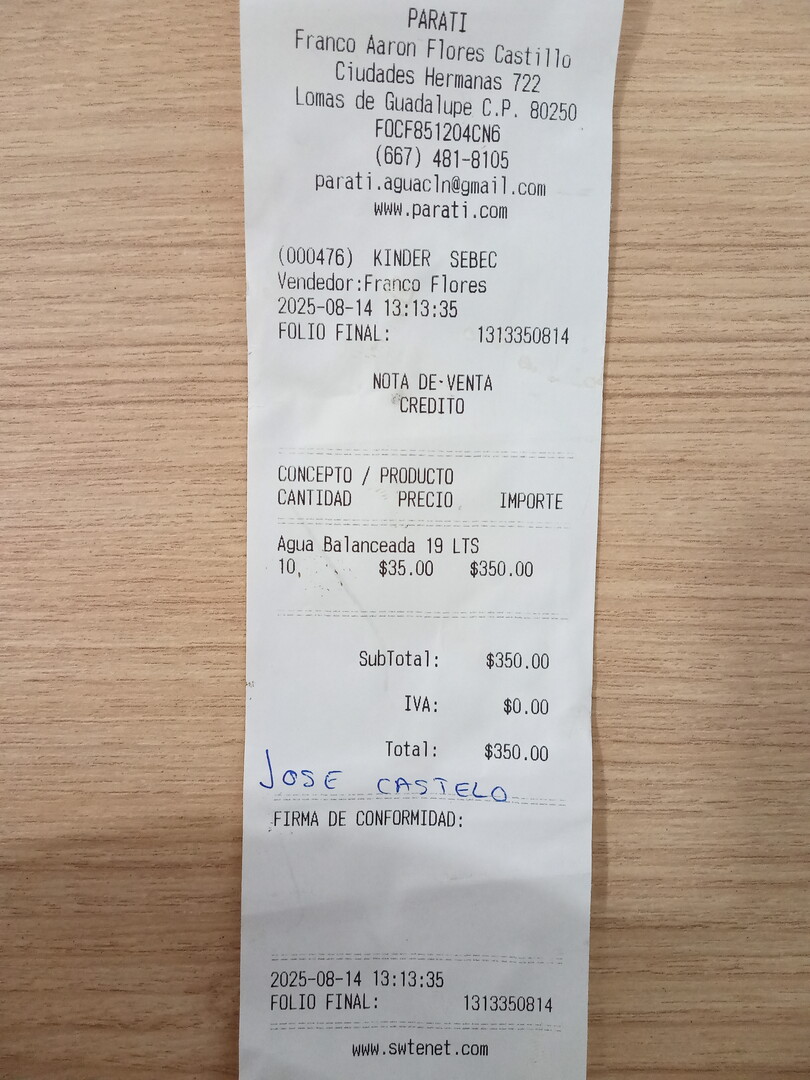 PARATI
Franco Aaron Flores Castillo
Ciudades Hermanas 722
Lomas de Guadalupe C.P. 80250
FOCF851204CN6
(667) 481-8105
parati.aguacln@gmail.com
www.parati.com
(000476) KINDER SEBEC
Vendedor:Franco Flores
2025-08-14 13:13:35
FOLIO FINAL: 1313350814
NOTA DE VENTA
CREDITO
CONCEPTO / PRODUCTO
CANTIDAD PRECIO IMPORTE
Agua Balanceada 19 LTS
10, $35.00 $350.00
SubTotal: $350.00
IVA: $0.00
Total: $350.00
JOSE CASTELO
FIRMA DE CONFORMIDAD:
2025-08-14 13:13:35
FOLIO FINAL: 1313350814
www.swtenet.com